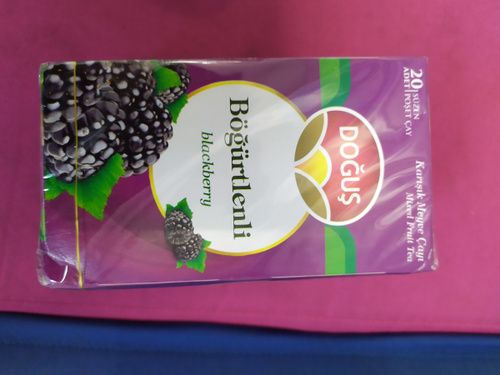 20 SÜZEN
ADET POŞET ÇAY
DOĞUŞ
Karışık Meyve Çayı
Mixed Fruit Tea
Böğürtlenli
blackberry